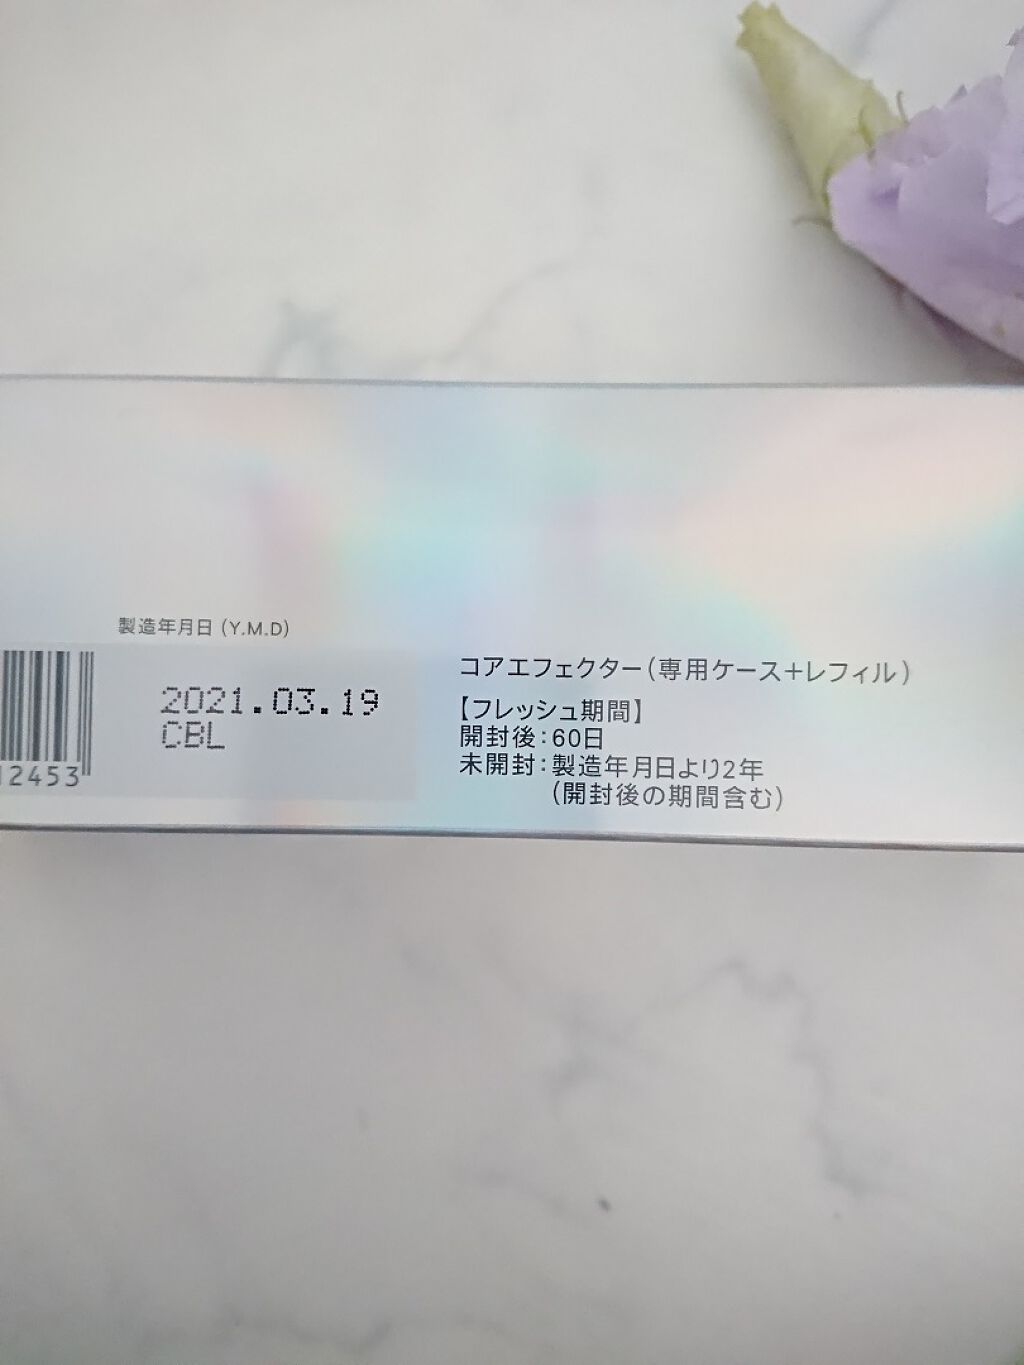 製造年月日 (Y.M.D)
2021.03.19
CBL
12453
コアエフェクター(専用ケース+レフィル)
【フレッシュ期間】
開封後:60日
未開封:製造年月日より2年
(開封後の期間含む)